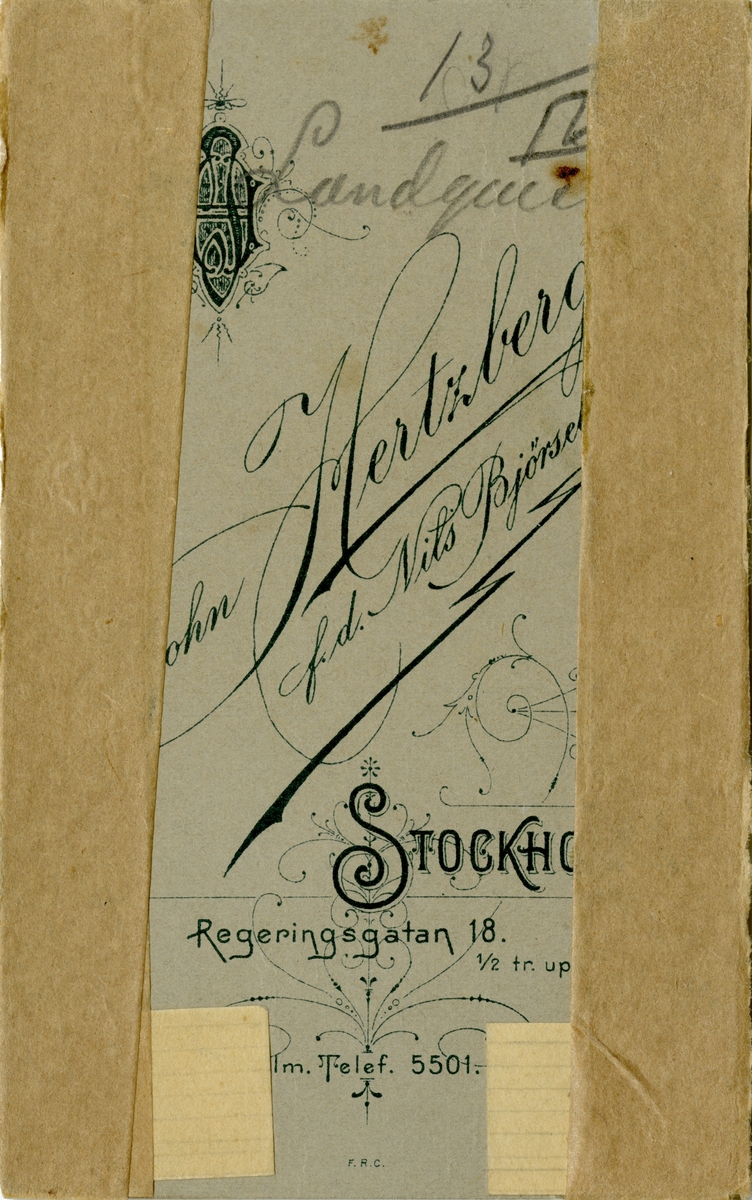 13
Landqui
ohn Hertzberg
f.d. Nils Björse
STOCKHO
Regeringsgatan 18.
1/2 tr. up
lm. Telef. 5501.
F.R.C.